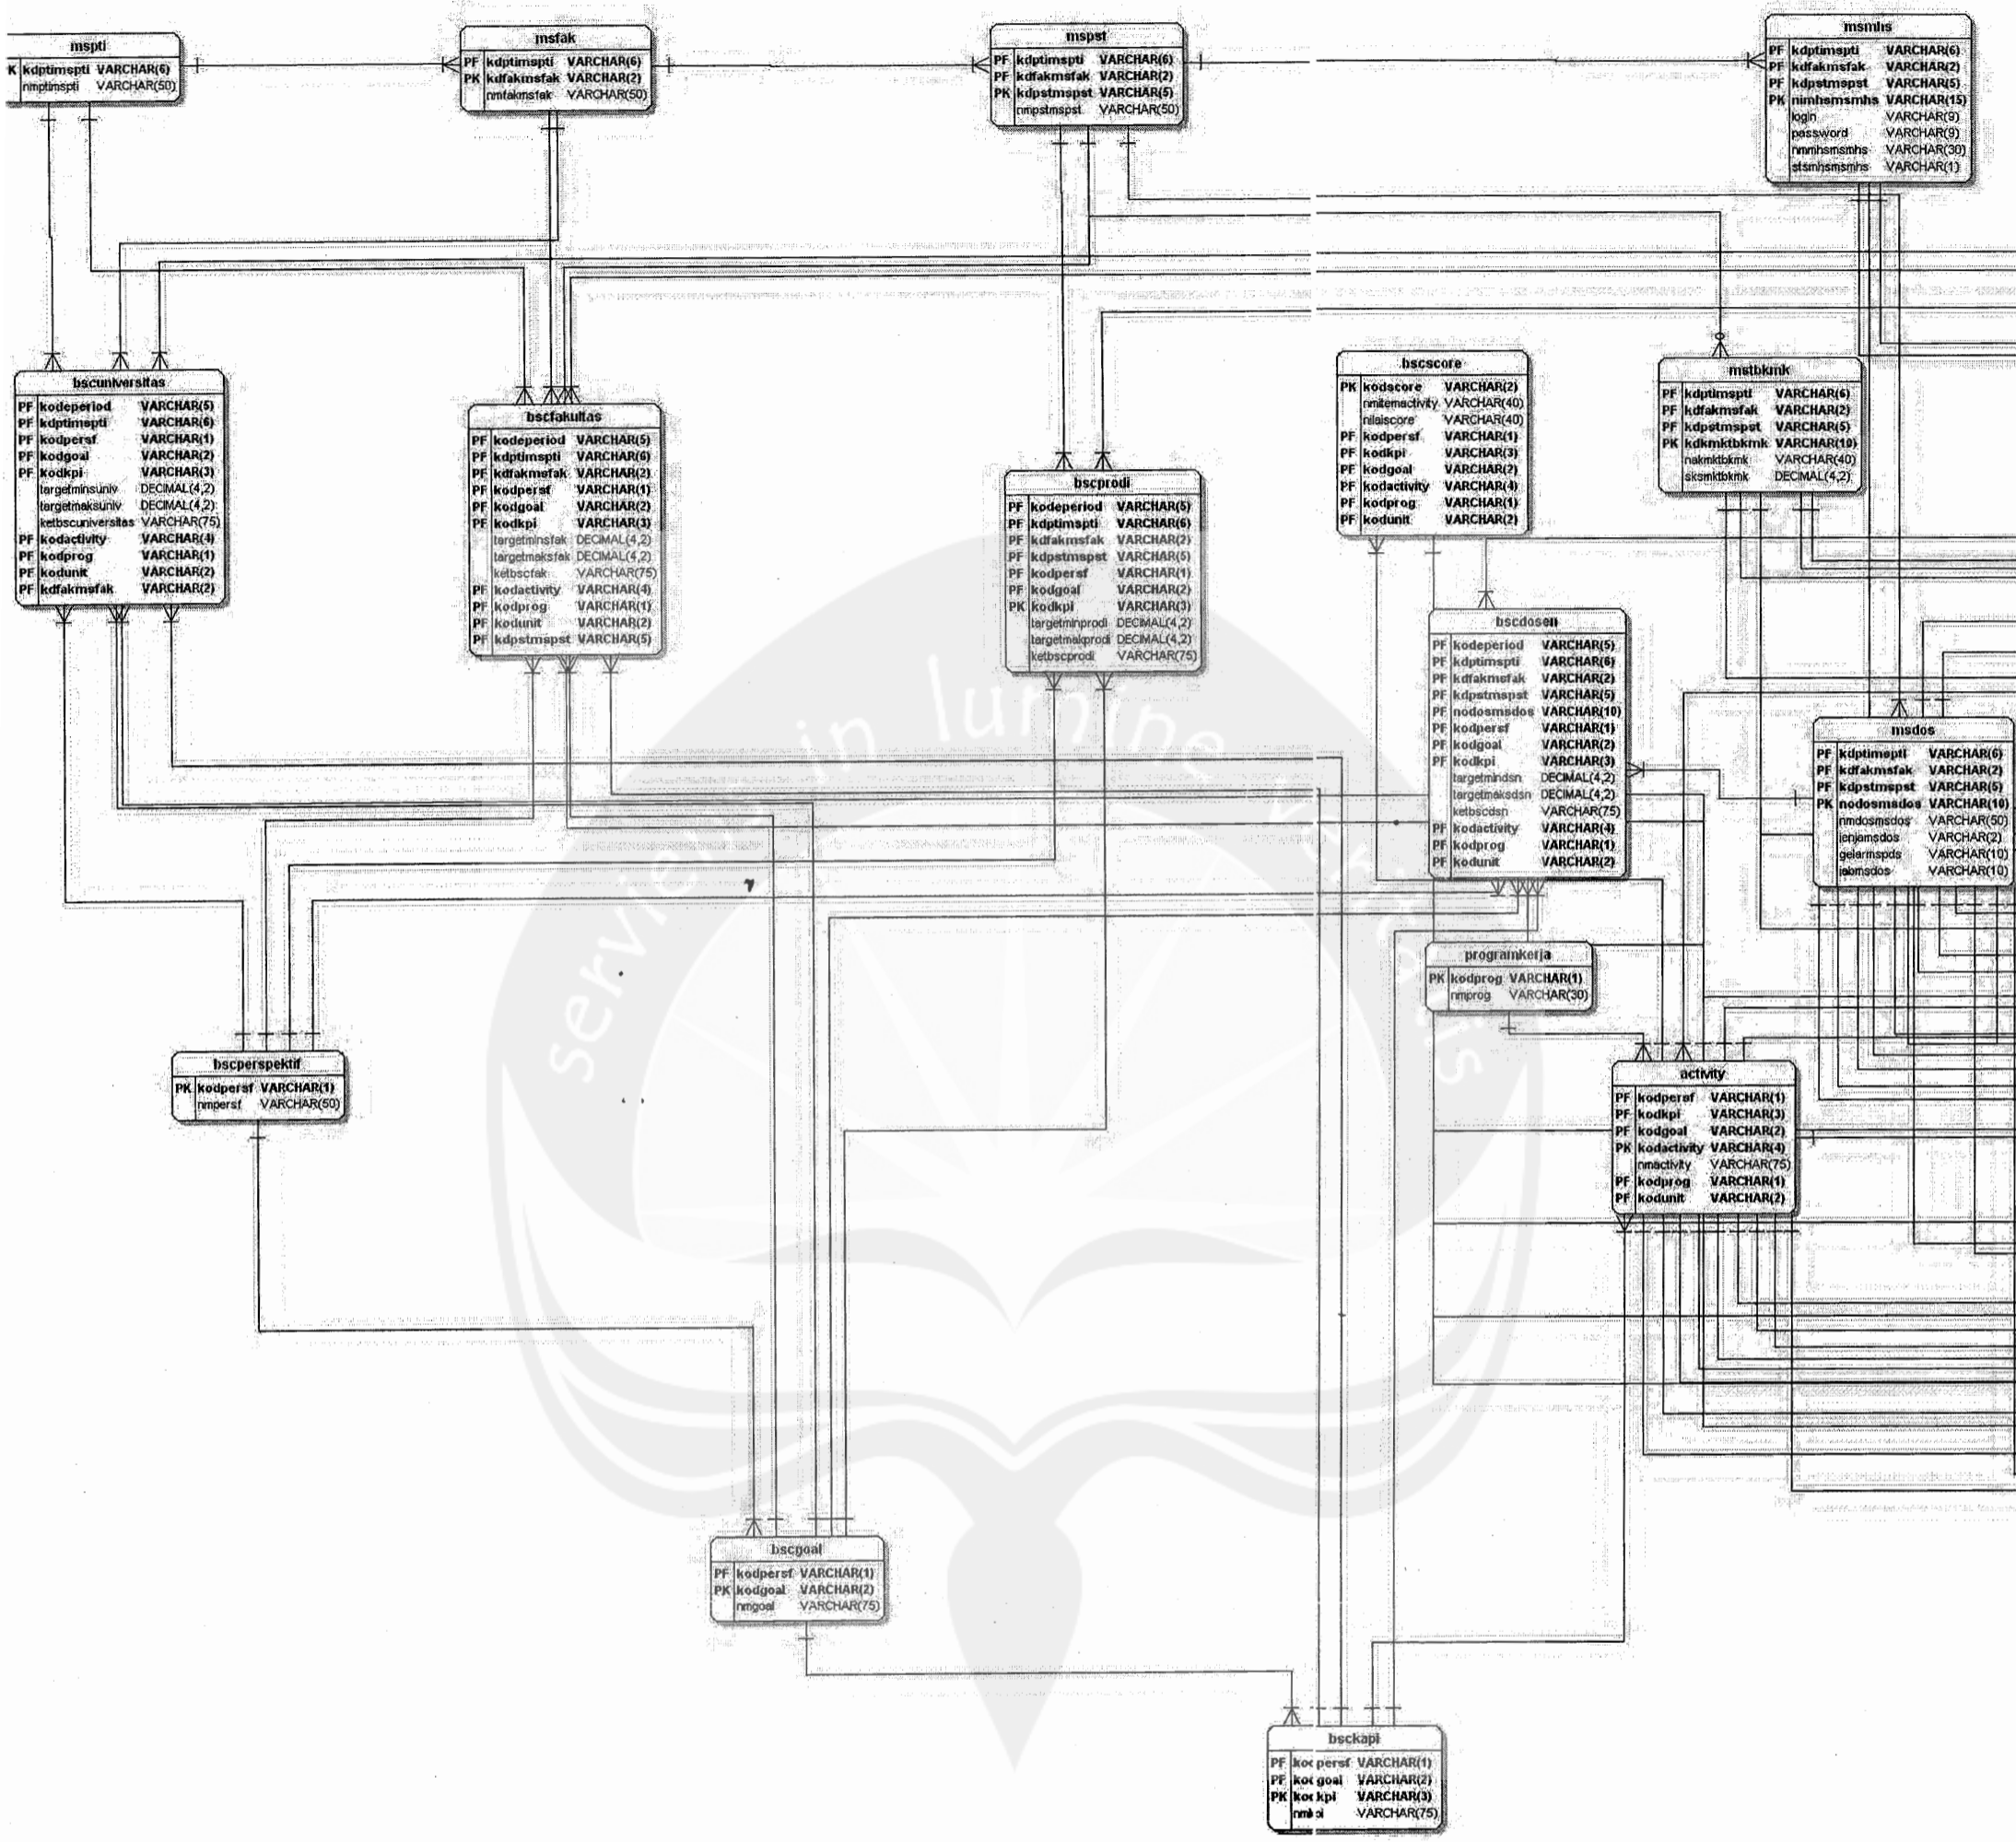 mspti
K kdptimspti VARCHAR(6)
nmptimspti VARCHAR(50)
msfak
PF kdptimspti VARCHAR(6)
PK kdfakmsfak VARCHAR(2)
nmfakmsfak VARCHAR(50)
mspst
PF kdptimspti VARCHAR(6)
PF kdfakmsfak VARCHAR(2)
PK kdpstmspst VARCHAR(5)
nmpstmspst VARCHAR(50)
msmhs
PF kdptimspti VARCHAR(6)
PF kdfakmsfak VARCHAR(2)
PF kdpstmspst VARCHAR(5)
PK nimhsmsmhs VARCHAR(15)
login VARCHAR(9)
password VARCHAR(9)
nmmhsmsmhs VARCHAR(30)
stsmhsmsmhs VARCHAR(1)
bscuniversitas
PF kodeperiod VARCHAR(5)
PF kdptimspti VARCHAR(6)
PF kodpersf VARCHAR(1)
PF kodgoal VARCHAR(2)
PF kodkpi VARCHAR(3)
targetminsuniv DECIMAL(4,2)
targetmaksuniv DECIMAL(4,2)
ketbscuniversitas VARCHAR(75)
PF kodactivity VARCHAR(4)
PF kodprog VARCHAR(1)
PF kodunit VARCHAR(2)
PF kdfakmsfak VARCHAR(2)
bscfakultas
PF kodeperiod VARCHAR(5)
PF kdptimspti VARCHAR(6)
PF kdfakmsfak VARCHAR(2)
PF kodpersf VARCHAR(1)
PF kodgoal VARCHAR(2)
PF kodkpi VARCHAR(3)
targetminsfak DECIMAL(4,2)
targetmaksfak DECIMAL(4,2)
ketbscfak VARCHAR(75)
PF kodactivity VARCHAR(4)
PF kodprog VARCHAR(1)
PF kodunit VARCHAR(2)
PF kdpstmspst VARCHAR(5)
bscprodi
PF kodeperiod VARCHAR(5)
PF kdptimspti VARCHAR(6)
PF kdfakmsfak VARCHAR(2)
PF kdpstmspst VARCHAR(5)
PF kodpersf VARCHAR(1)
PF kodgoal VARCHAR(2)
PK kodkpi VARCHAR(3)
targetminprodi DECIMAL(4,2)
targetmakprodi DECIMAL(4,2)
ketbscprodi VARCHAR(75)
bscscore
PK kodscore VARCHAR(2)
nmitemactivity VARCHAR(40)
nilaiscore VARCHAR(40)
PF kodpersf VARCHAR(1)
PF kodkpi VARCHAR(3)
PF kodgoal VARCHAR(2)
PF kodactivity VARCHAR(4)
PF kodprog VARCHAR(1)
PF kodunit VARCHAR(2)
mstbkmk
PF kdptimspti VARCHAR(6)
PF kdfakmsfak VARCHAR(2)
PF kdpstmspst VARCHAR(5)
PK kdkmktbkmk VARCHAR(10)
nakmktbkmk VARCHAR(40)
sksmktbkmk DECIMAL(4,2)
bscdosen
PF kodeperiod VARCHAR(5)
PF kdptimspti VARCHAR(6)
PF kdfakmsfak VARCHAR(2)
PF kdpstmspst VARCHAR(5)
PF nodosmsdos VARCHAR(10)
PF kodpersf VARCHAR(1)
PF kodgoal VARCHAR(2)
PF kodkpi VARCHAR(3)
targetmindsn DECIMAL(4,2)
targetmaksdsn DECIMAL(4,2)
ketbscdsn VARCHAR(75)
PF kodactivity VARCHAR(4)
PF kodprog VARCHAR(1)
PF kodunit VARCHAR(2)
msdos
PF kdptimspti VARCHAR(6)
PF kdfakmsfak VARCHAR(2)
PF kdpstmspst VARCHAR(5)
PK nodosmsdos VARCHAR(10)
nmdosmsdos VARCHAR(50)
jenjamsdos VARCHAR(2)
gelarmspds VARCHAR(10)
jabmsdos VARCHAR(10)
serviens in lumine veritatis
programkerja
PK kodprog VARCHAR(1)
nmprog VARCHAR(30)
bscperspektif
PK kodpersf VARCHAR(1)
nmpersf VARCHAR(50)
activity
PF kodpersf VARCHAR(1)
PF kodkpi VARCHAR(3)
PF kodgoal VARCHAR(2)
PK kodactivity VARCHAR(4)
nmactivity VARCHAR(75)
PF kodprog VARCHAR(1)
PF kodunit VARCHAR(2)
bscgoal
PF kodpersf VARCHAR(1)
PK kodgoal VARCHAR(2)
nmgoal VARCHAR(75)
bsckapi
PF kodpersf VARCHAR(1)
PF kodgoal VARCHAR(2)
PK kodkpi VARCHAR(3)
nmkpi VARCHAR(75)